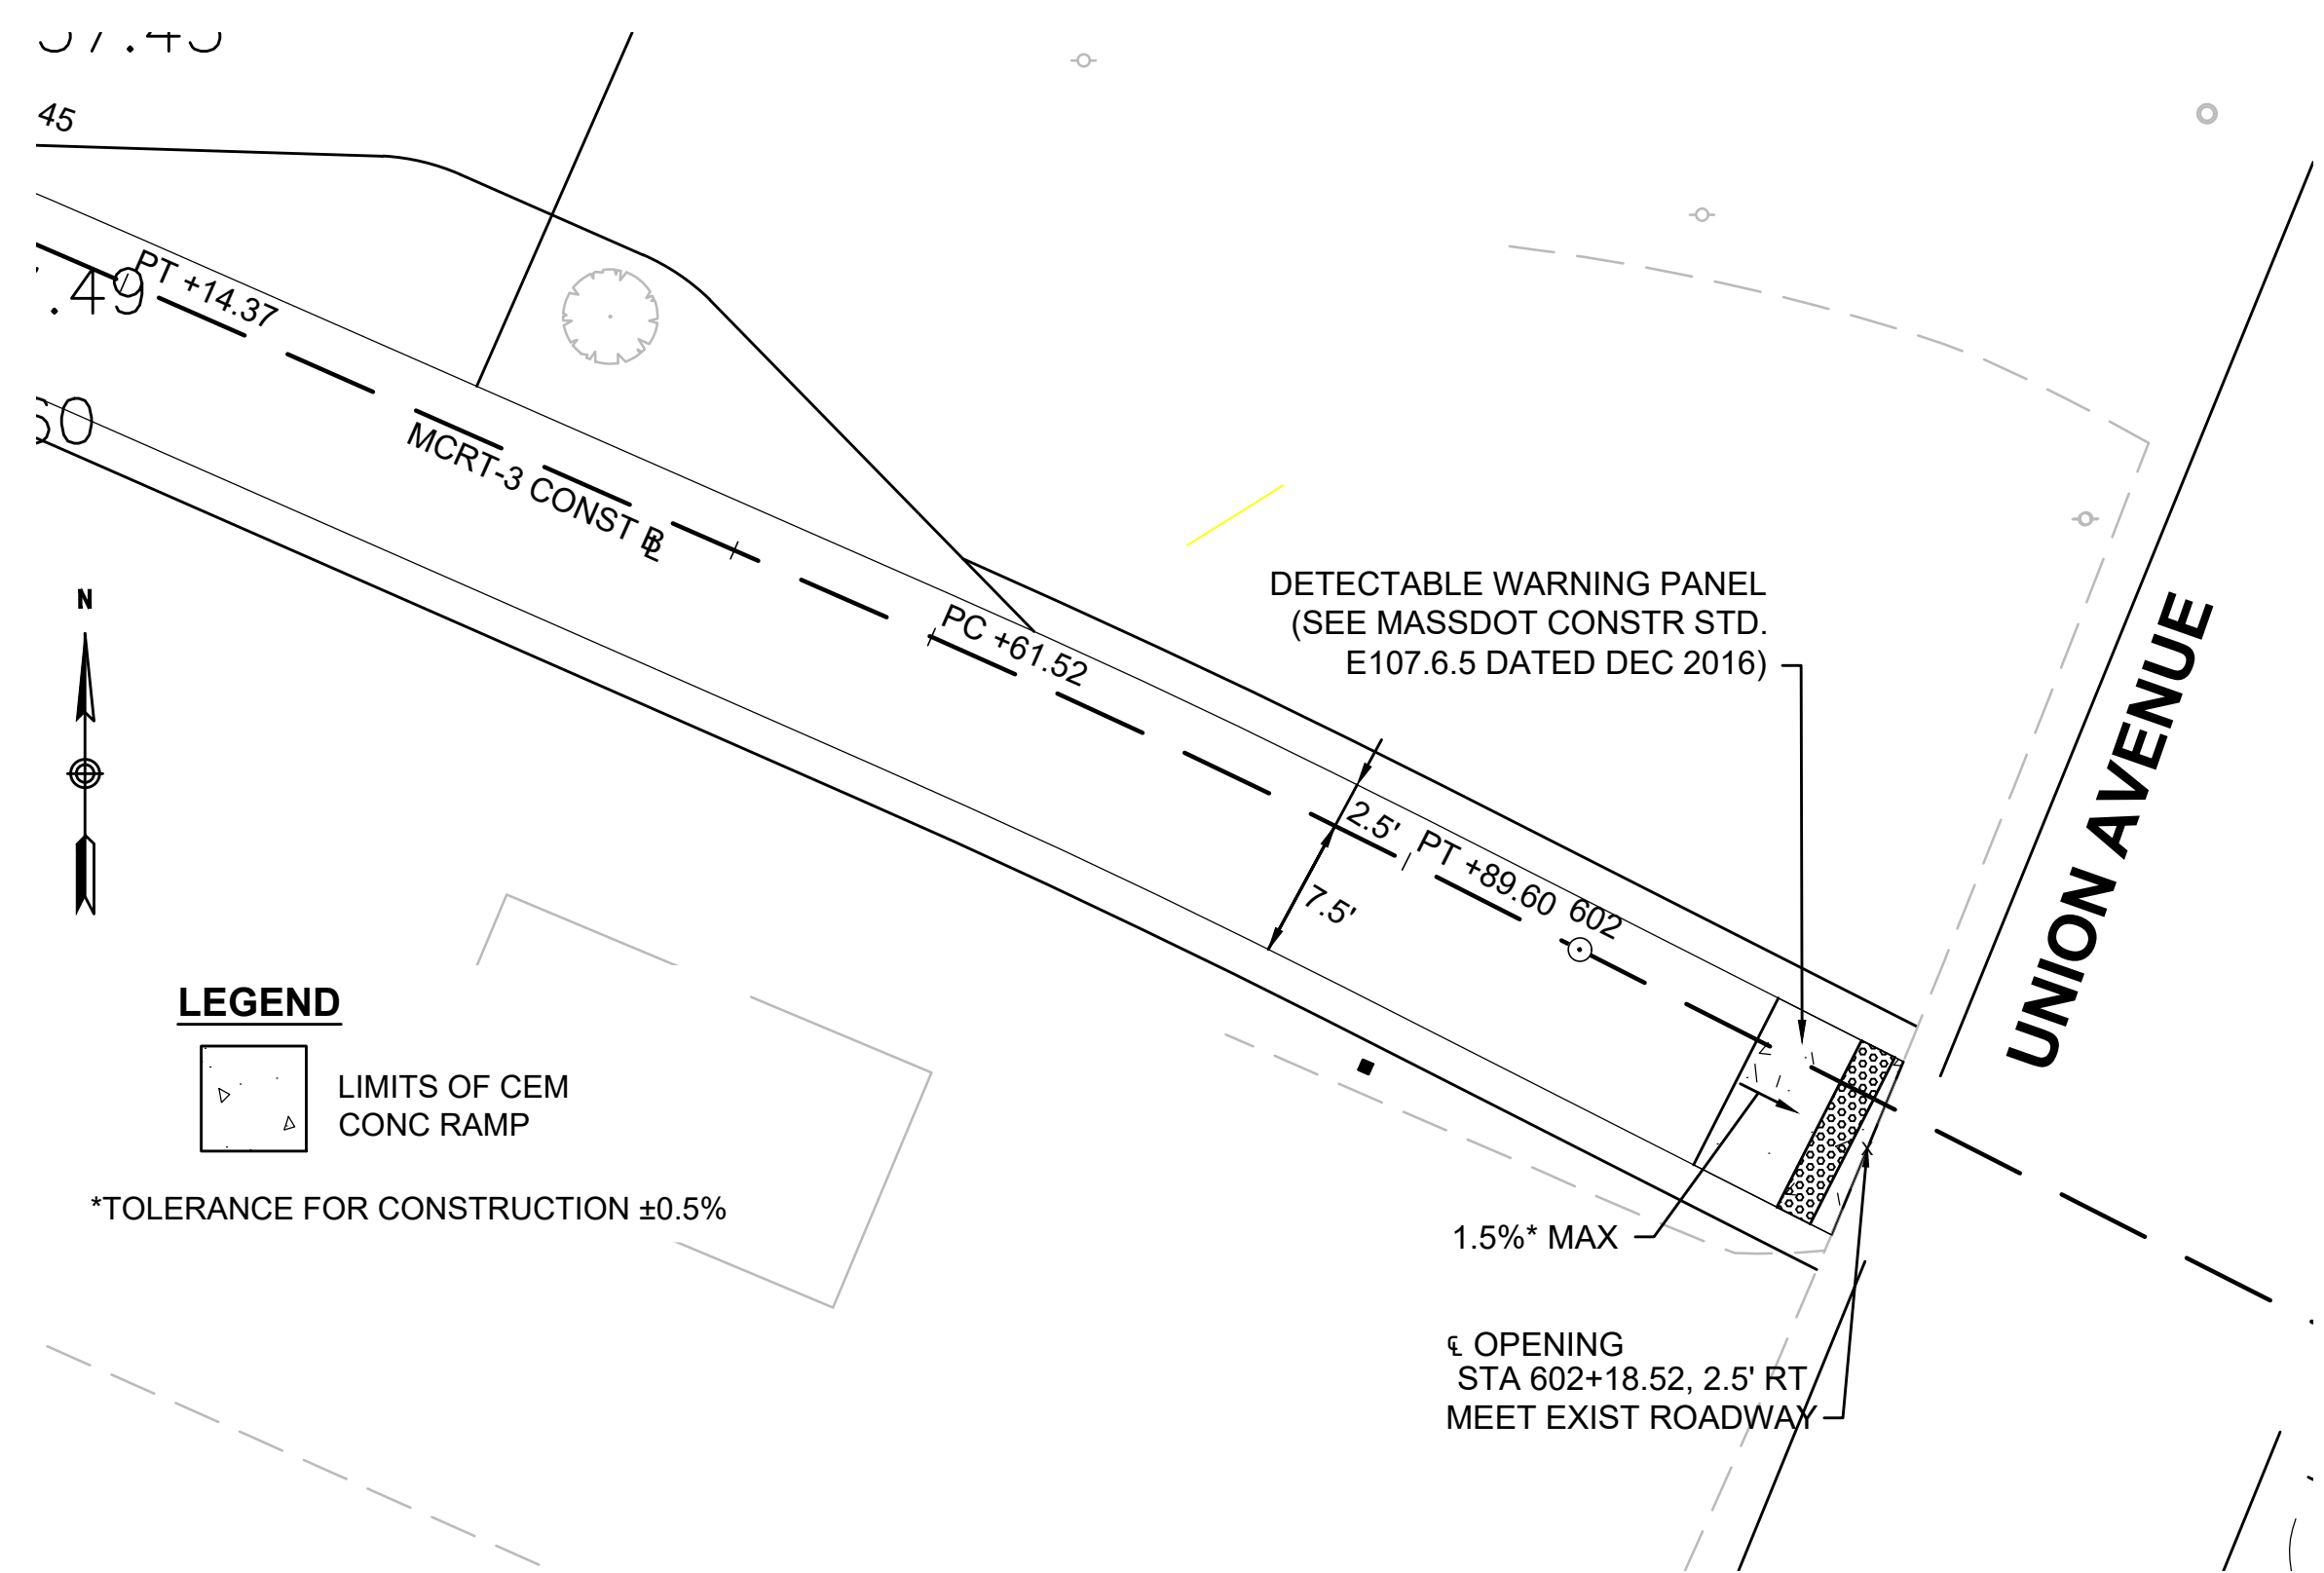 45
PT +14.37
.49
MCRT-3 CONST BL
N
PC +61.52
DETECTABLE WARNING PANEL
(SEE MASSDOT CONSTR STD.
E107.6.5 DATED DEC 2016)
UNION AVENUE
2.5'
7.5'
PT +89.60
602
LEGEND
LIMITS OF CEM
CONC RAMP
*TOLERANCE FOR CONSTRUCTION ±0.5%
1.5%* MAX
X
℄ OPENING
STA 602+18.52, 2.5' RT
MEET EXIST ROADWAY